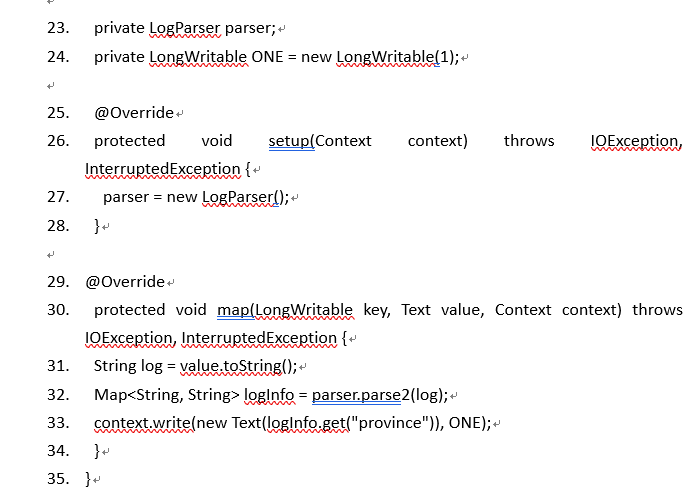 23. private LogParser parser;
24. private LongWritable ONE = new LongWritable(1);
25. @Override
26. protected void setup(Context context) throws IOException,
InterruptedException {
27. parser = new LogParser();
28. }
29. @Override
30. protected void map(LongWritable key, Text value, Context context) throws
IOException, InterruptedException {
31. String log = value.toString();
32. Map<String, String> logInfo = parser.parse2(log);
33. context.write(new Text(logInfo.get("province")), ONE);
34. }
35. }